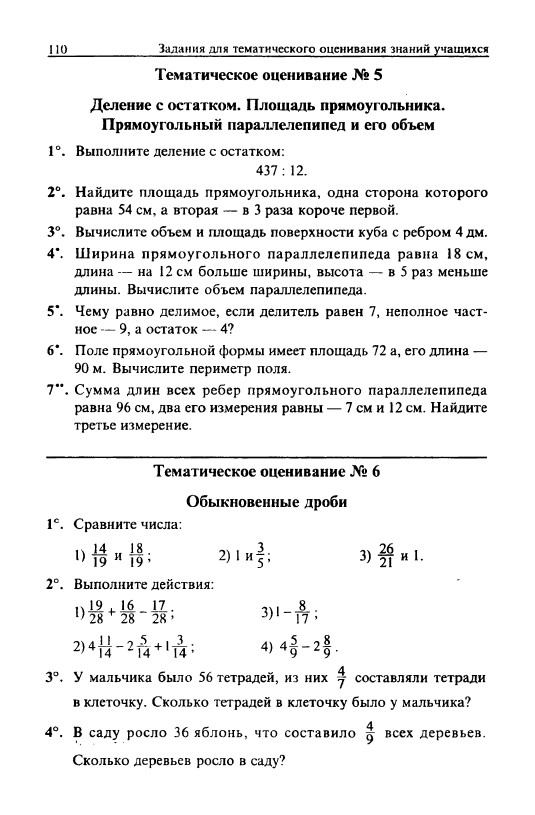 110 Задания для тематического оценивания знаний учащихся
Тематическое оценивание № 5
Деление с остатком. Площадь прямоугольника.
Прямоугольный параллелепипед и его объем
1°. Выполните деление с остатком:
437 : 12.
2°. Найдите площадь прямоугольника, одна сторона которого
равна 54 см, а вторая — в 3 раза короче первой.
3°. Вычислите объем и площадь поверхности куба с ребром 4 дм.
4•. Ширина прямоугольного параллелепипеда равна 18 см,
длина — на 12 см больше ширины, высота — в 5 раз меньше
длины. Вычислите объем параллелепипеда.
5•. Чему равно делимое, если делитель равен 7, неполное част-
ное — 9, а остаток — 4?
6•. Поле прямоугольной формы имеет площадь 72 а, его длина —
90 м. Вычислите периметр поля.
7••. Сумма длин всех ребер прямоугольного параллелепипеда
равна 96 см, два его измерения равны — 7 см и 12 см. Найдите
третье измерение.
Тематическое оценивание № 6
Обыкновенные дроби
1°. Сравните числа:
1) 14/19 и 18/19; 2) 1 и 3/5; 3) 26/21 и 1.
2°. Выполните действия:
1) 19/28 + 16/28 − 17/28; 3) 1 − 8/17;
2) 4 11/14 − 2 5/14 + 1 3/14; 4) 4 5/9 − 2 8/9.
3°. У мальчика было 56 тетрадей, из них 4/7 составляли тетради
в клеточку. Сколько тетрадей в клеточку было у мальчика?
4°. В саду росло 36 яблонь, что составило 4/9 всех деревьев.
Сколько деревьев росло в саду?